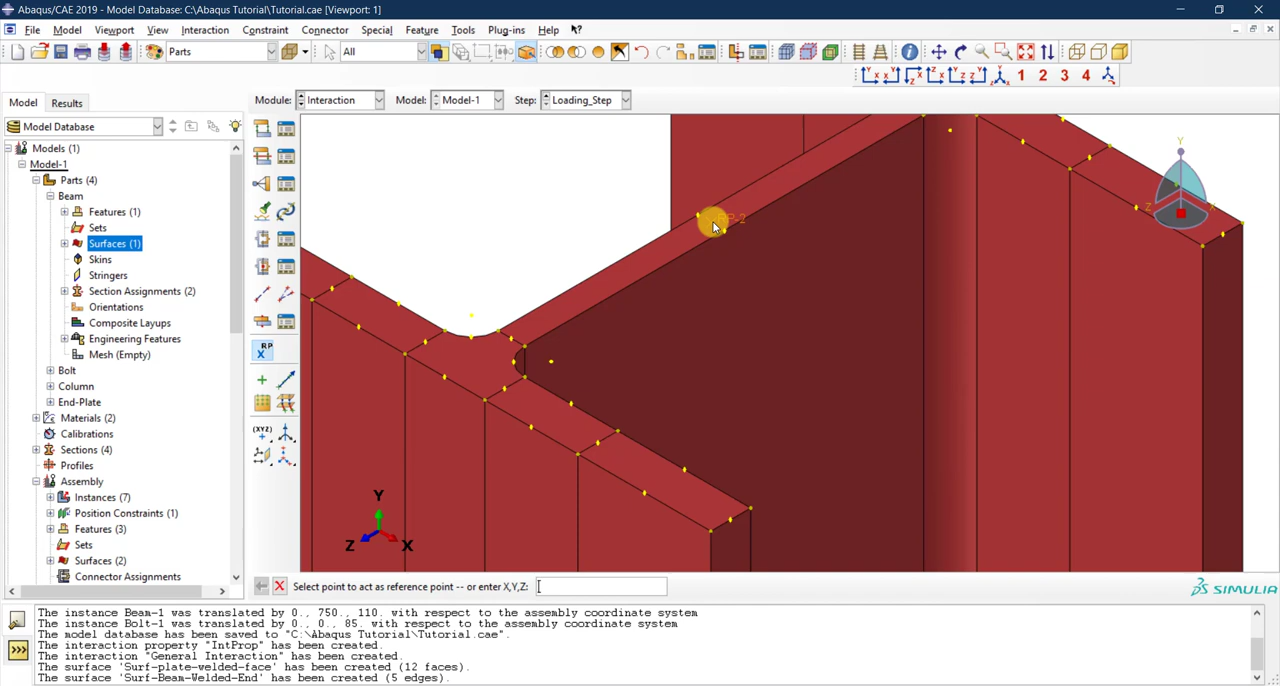 Abaqus/CAE 2019 - Model Database: C:\Abaqus Tutorial\Tutorial.cae [Viewport: 1]
File Model Viewport View Interaction Constraint Connector Special Feature Tools Plug-ins Help
Parts All
1 2 3 4
Model Results Module: Interaction Model: Model-1 Step: Loading_Step
Model Database
Models (1)
Model-1
Parts (4)
Beam
Features (1)
Sets
Surfaces (1)
Skins
Stringers
Section Assignments (2)
Orientations
Composite Layups
Engineering Features
Mesh (Empty)
Bolt
Column
End-Plate
Materials (2)
Calibrations
Sections (4)
Profiles
Assembly
Instances (7)
Position Constraints (1)
Features (3)
Sets
Surfaces (2)
Connector Assignments
RP
X
(XYZ)
RP-2
Y
Z X
Y
Z X
Select point to act as reference point -- or enter X,Y,Z:
SIMULIA
The instance Beam-1 was translated by 0., 750., 110. with respect to the assembly coordinate system
The instance Bolt-1 was translated by 0., 0., 85. with respect to the assembly coordinate system
The model database has been saved to "C:\Abaqus Tutorial\Tutorial.cae".
The interaction property "IntProp" has been created.
The interaction "General Interaction" has been created.
The surface 'Surf-plate-welded-face' has been created (12 faces).
The surface 'Surf-Beam-Welded-End' has been created (5 edges).
>>>